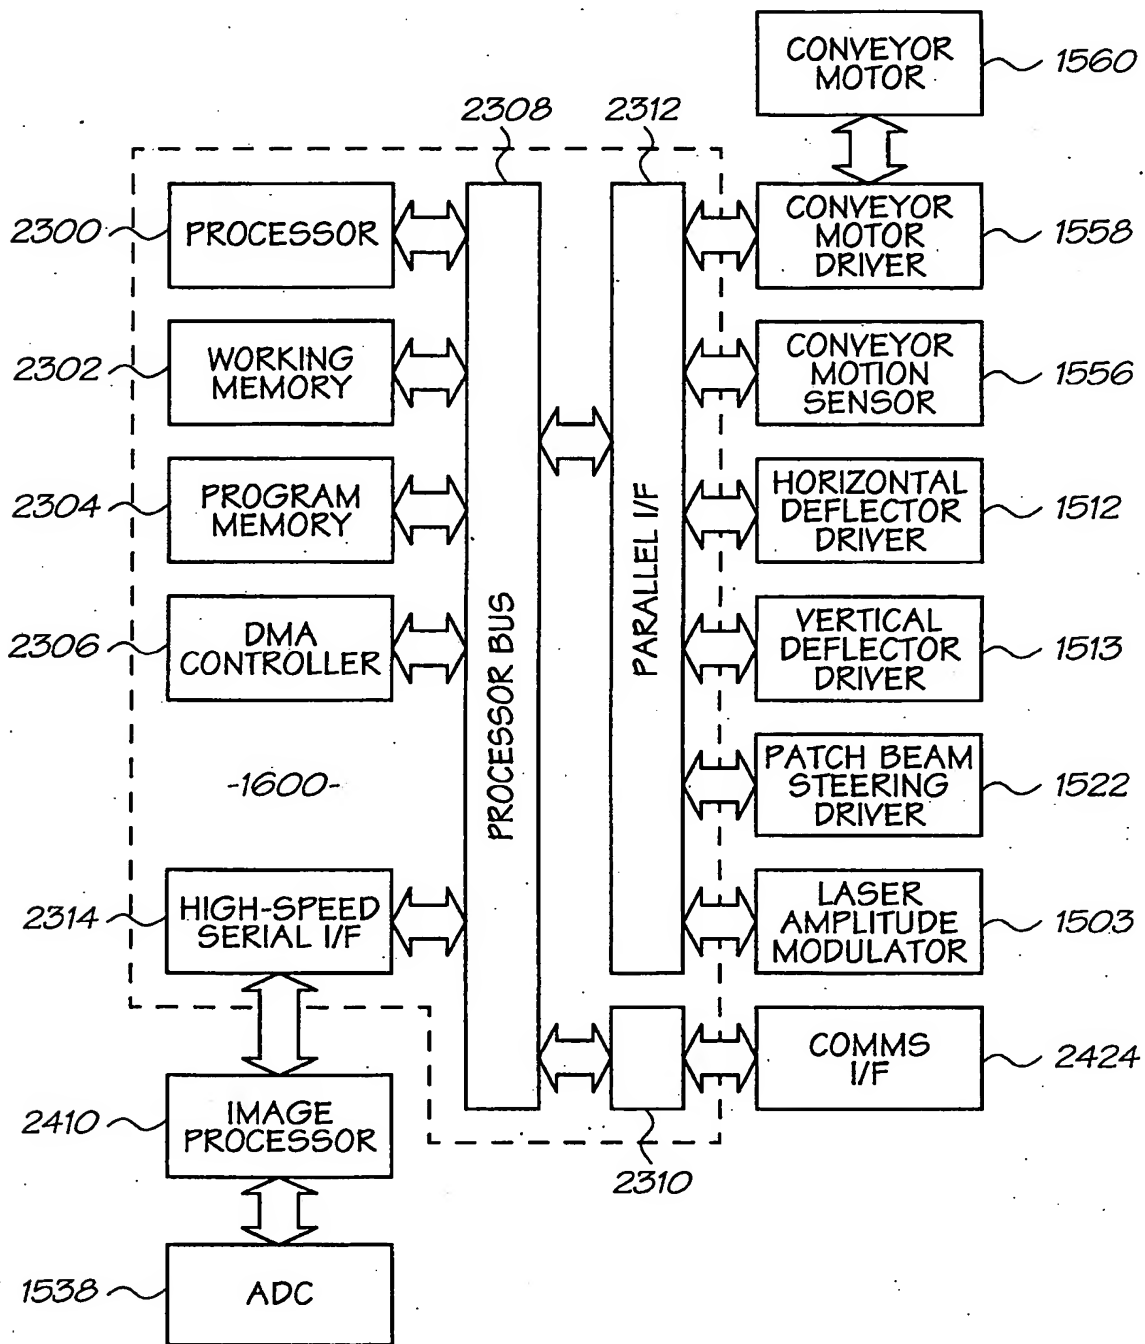 CONVEYOR
MOTOR
1560
2308
2312
2300
PROCESSOR
CONVEYOR
MOTOR
DRIVER
1558
2302
WORKING
MEMORY
CONVEYOR
MOTION
SENSOR
1556
2304
PROGRAM
MEMORY
HORIZONTAL
DEFLECTOR
DRIVER
1512
2306
DMA
CONTROLLER
PROCESSOR BUS
PARALLEL I/F
VERTICAL
DEFLECTOR
DRIVER
1513
-1600-
PATCH BEAM
STEERING
DRIVER
1522
2314
HIGH-SPEED
SERIAL I/F
LASER
AMPLITUDE
MODULATOR
1503
COMMS
I/F
2424
2410
IMAGE
PROCESSOR
2310
1538
ADC